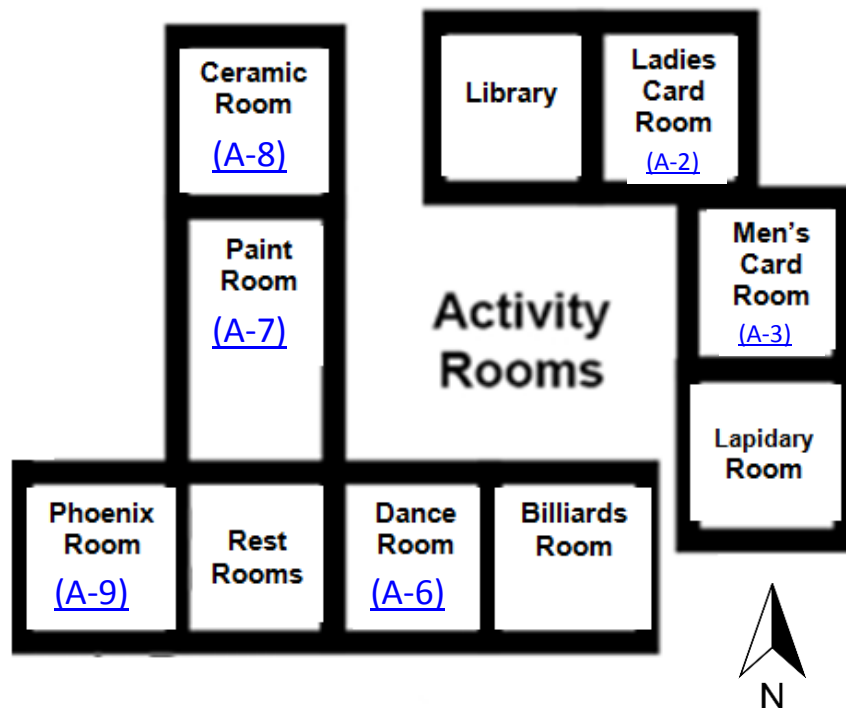 Ceramic
Room
(A-8)
Library
Ladies
Card
Room
(A-2)
Paint
Room
(A-7)
Activity
Rooms
Men's
Card
Room
(A-3)
Lapidary
Room
Phoenix
Room
(A-9)
Rest
Rooms
Dance
Room
(A-6)
Billiards
Room
N